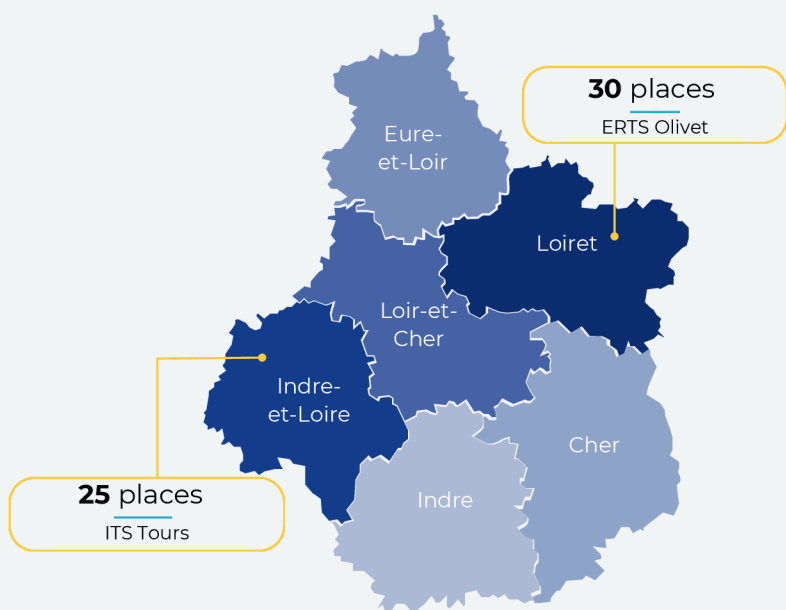 30 places
ERTS Olivet
Eure-
et-Loir
Loiret
Loir-et-
Cher
Indre-
et-Loire
Cher
25 places
ITS Tours
Indre